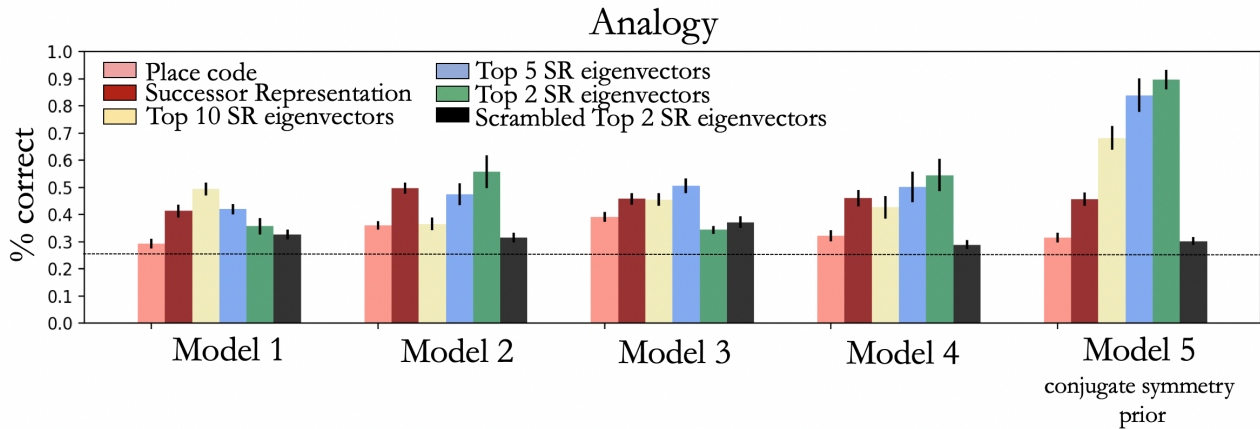 Analogy
% correct
1.0
0.9
0.8
0.7
0.6
0.5
0.4
0.3
0.2
0.1
0.0
Place code
Successor Representation
Top 10 SR eigenvectors
Top 5 SR eigenvectors
Top 2 SR eigenvectors
Scrambled Top 2 SR eigenvectors
Model 1
Model 2
Model 3
Model 4
Model 5
conjugate symmetry
prior